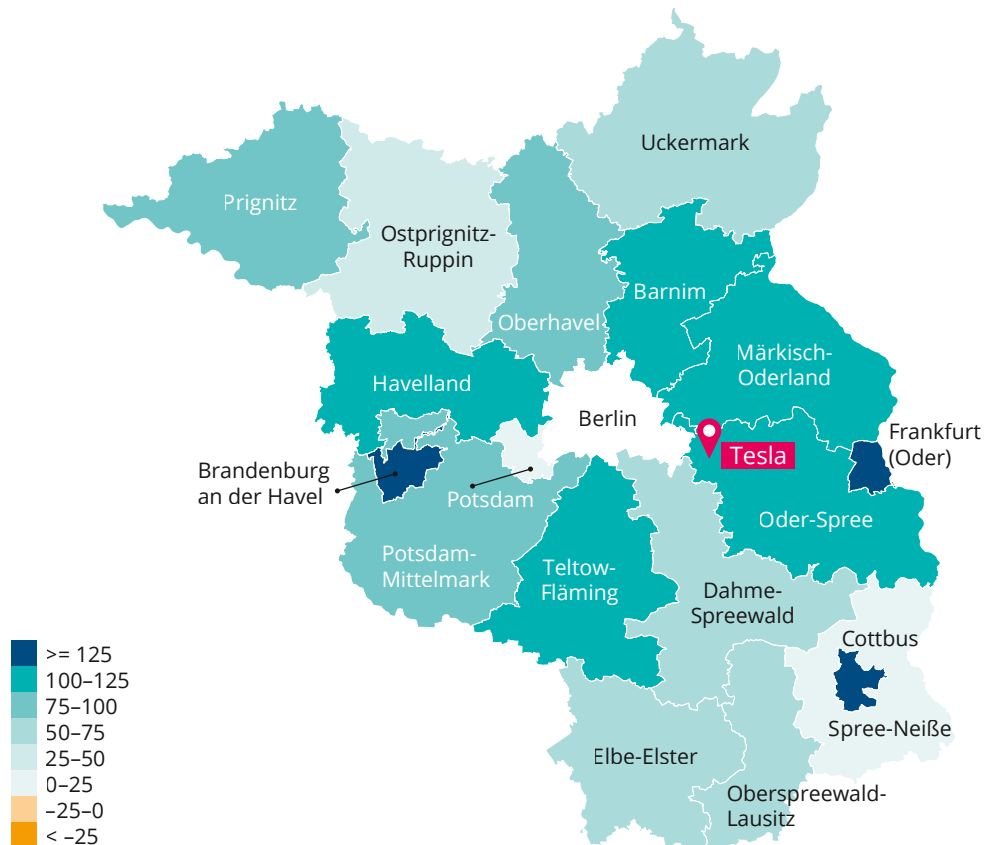 Uckermark
Prignitz
Ostprignitz-
Ruppin
Barnim
Oberhavel
Märkisch-
Oderland
Havelland
Berlin
Frankfurt
(Oder)
Tesla
Brandenburg
an der Havel
Potsdam
Oder-Spree
Potsdam-
Mittelmark
Teltow-
Fläming
Dahme-
Spreewald
Cottbus
Spree-Neiße
Elbe-Elster
Oberspreewald-
Lausitz
>= 125
100–125
75–100
50–75
25–50
0–25
–25–0
< –25